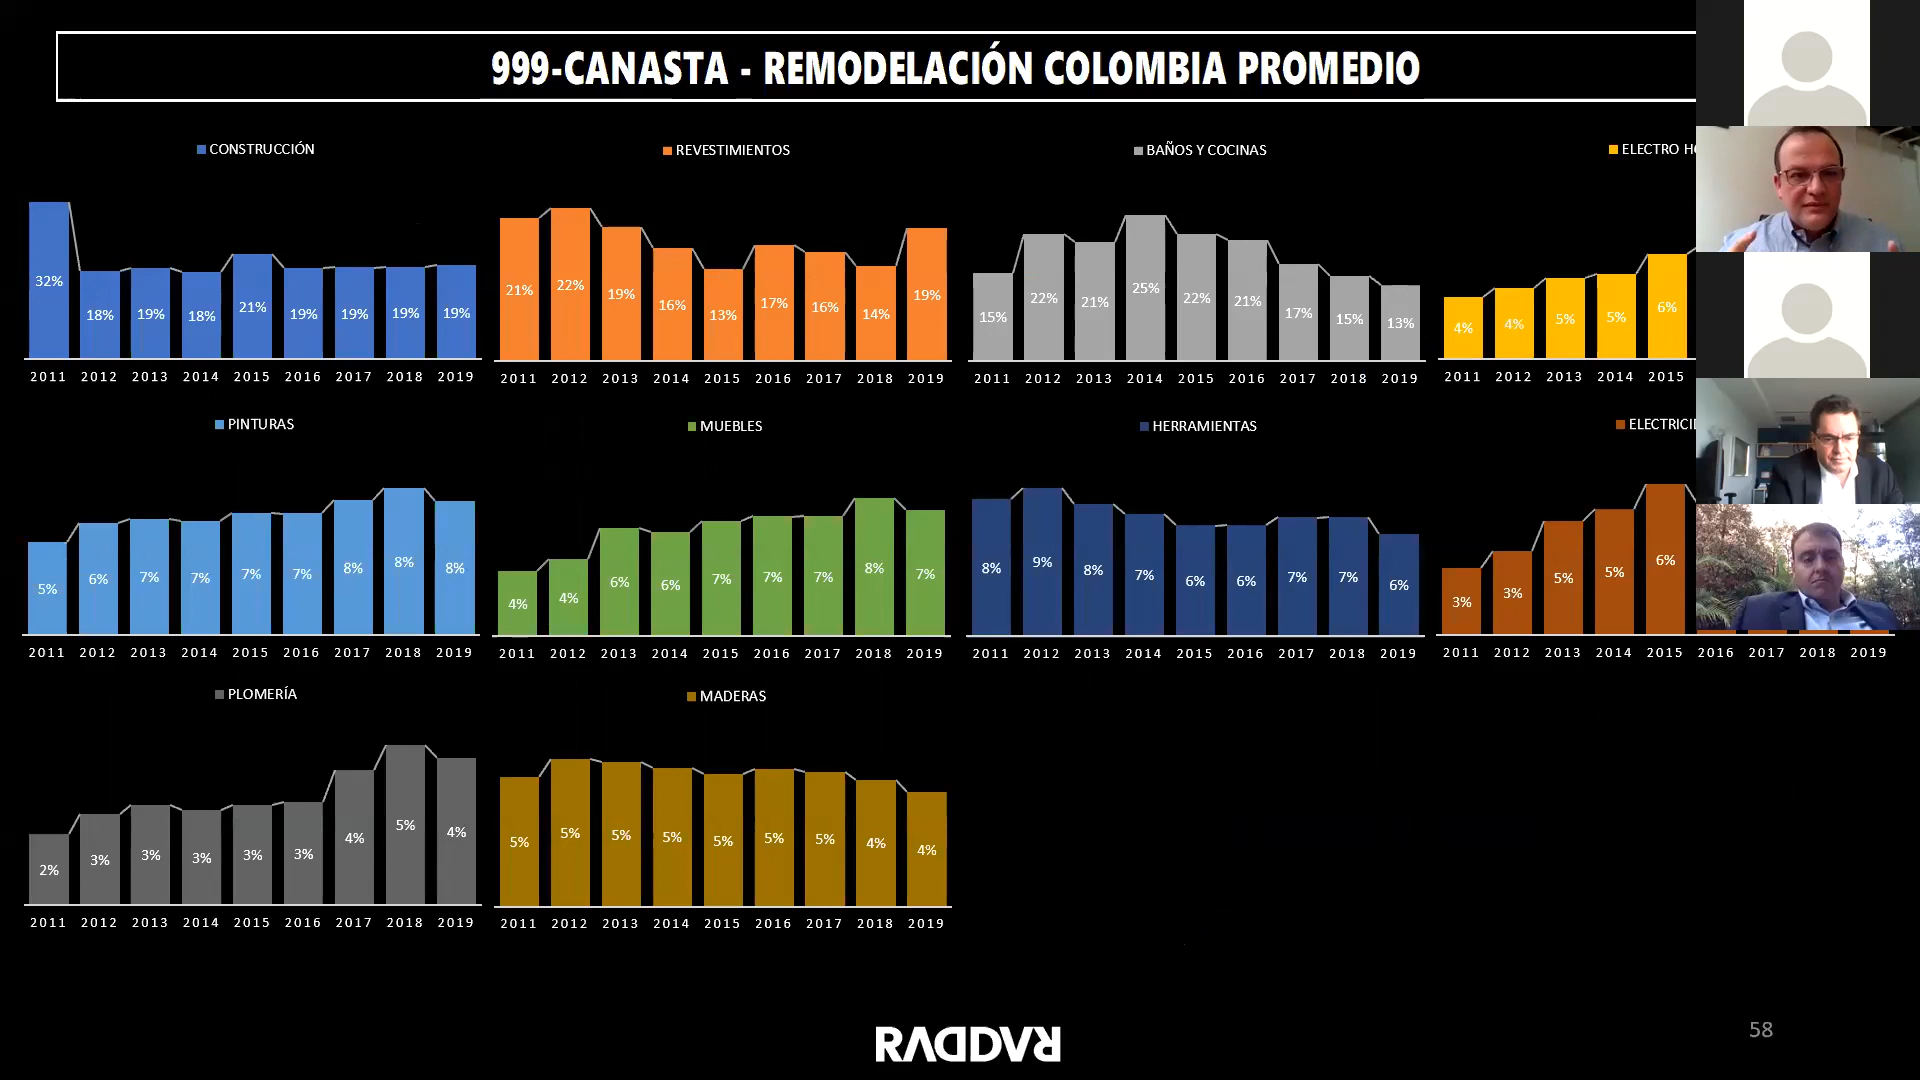 999-CANASTA - REMODELACIÓN COLOMBIA PROMEDIO
CONSTRUCCIÓN
32% 18% 19% 18% 21% 19% 19% 19% 19%
2011 2012 2013 2014 2015 2016 2017 2018 2019
REVESTIMIENTOS
21% 22% 19% 16% 13% 17% 16% 14% 19%
2011 2012 2013 2014 2015 2016 2017 2018 2019
BAÑOS Y COCINAS
15% 22% 21% 25% 22% 21% 17% 15% 13%
2011 2012 2013 2014 2015 2016 2017 2018 2019
ELECTRO
4% 4% 5% 5% 6%
2011 2012 2013 2014 2015
PINTURAS
5% 6% 7% 7% 7% 7% 8% 8% 8%
2011 2012 2013 2014 2015 2016 2017 2018 2019
MUEBLES
4% 4% 6% 6% 7% 7% 7% 8% 7%
2011 2012 2013 2014 2015 2016 2017 2018 2019
HERRAMIENTAS
8% 9% 8% 7% 6% 6% 7% 7% 6%
2011 2012 2013 2014 2015 2016 2017 2018 2019
3% 3% 5% 5% 6%
2011 2012 2013 2014 2015 2016 2017 2018 2019
PLOMERÍA
2% 3% 3% 3% 3% 3% 4% 5% 4%
2011 2012 2013 2014 2015 2016 2017 2018 2019
MADERAS
5% 5% 5% 5% 5% 5% 5% 4% 4%
2011 2012 2013 2014 2015 2016 2017 2018 2019
RADDAR
58